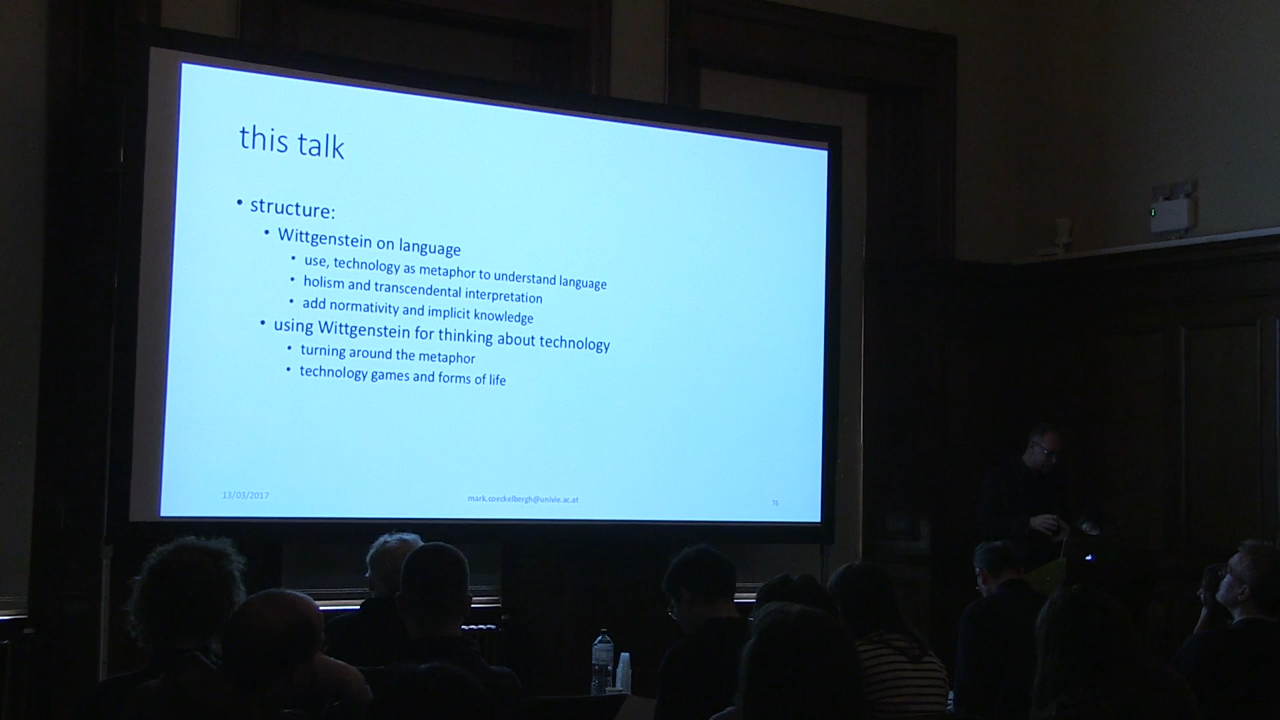 this talk
• structure:
• Wittgenstein on language
• use, technology as metaphor to understand language
• holism and transcendental interpretation
• add normativity and implicit knowledge
• using Wittgenstein for thinking about technology
• turning around the metaphor
• technology games and forms of life
13/03/2017 mark.coeckelbergh@univie.ac.at 76